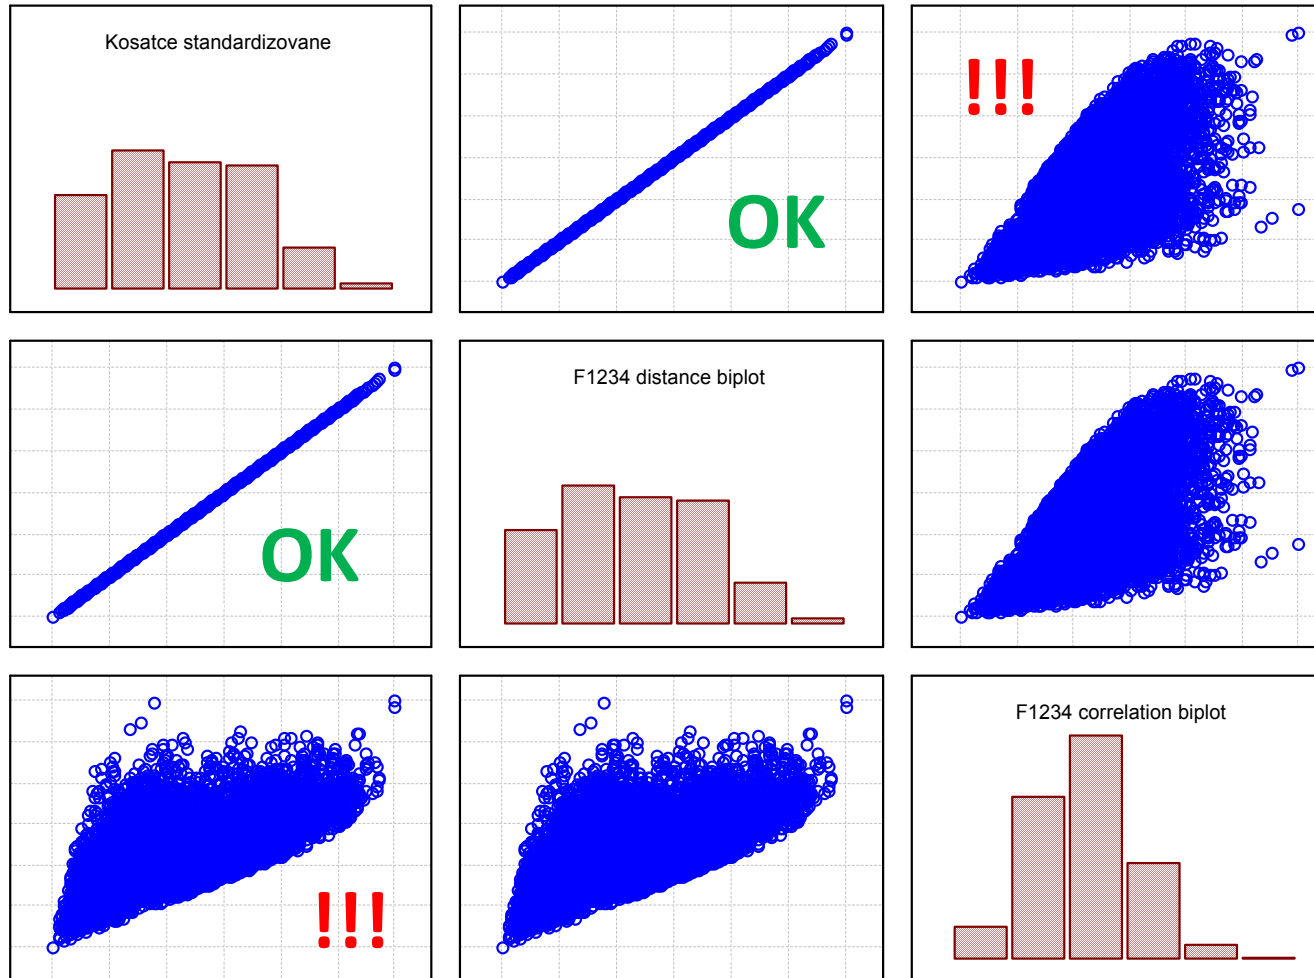 Kosatce standardizovane
OK
!!!
OK
F1234 distance biplot
!!!
F1234 correlation biplot